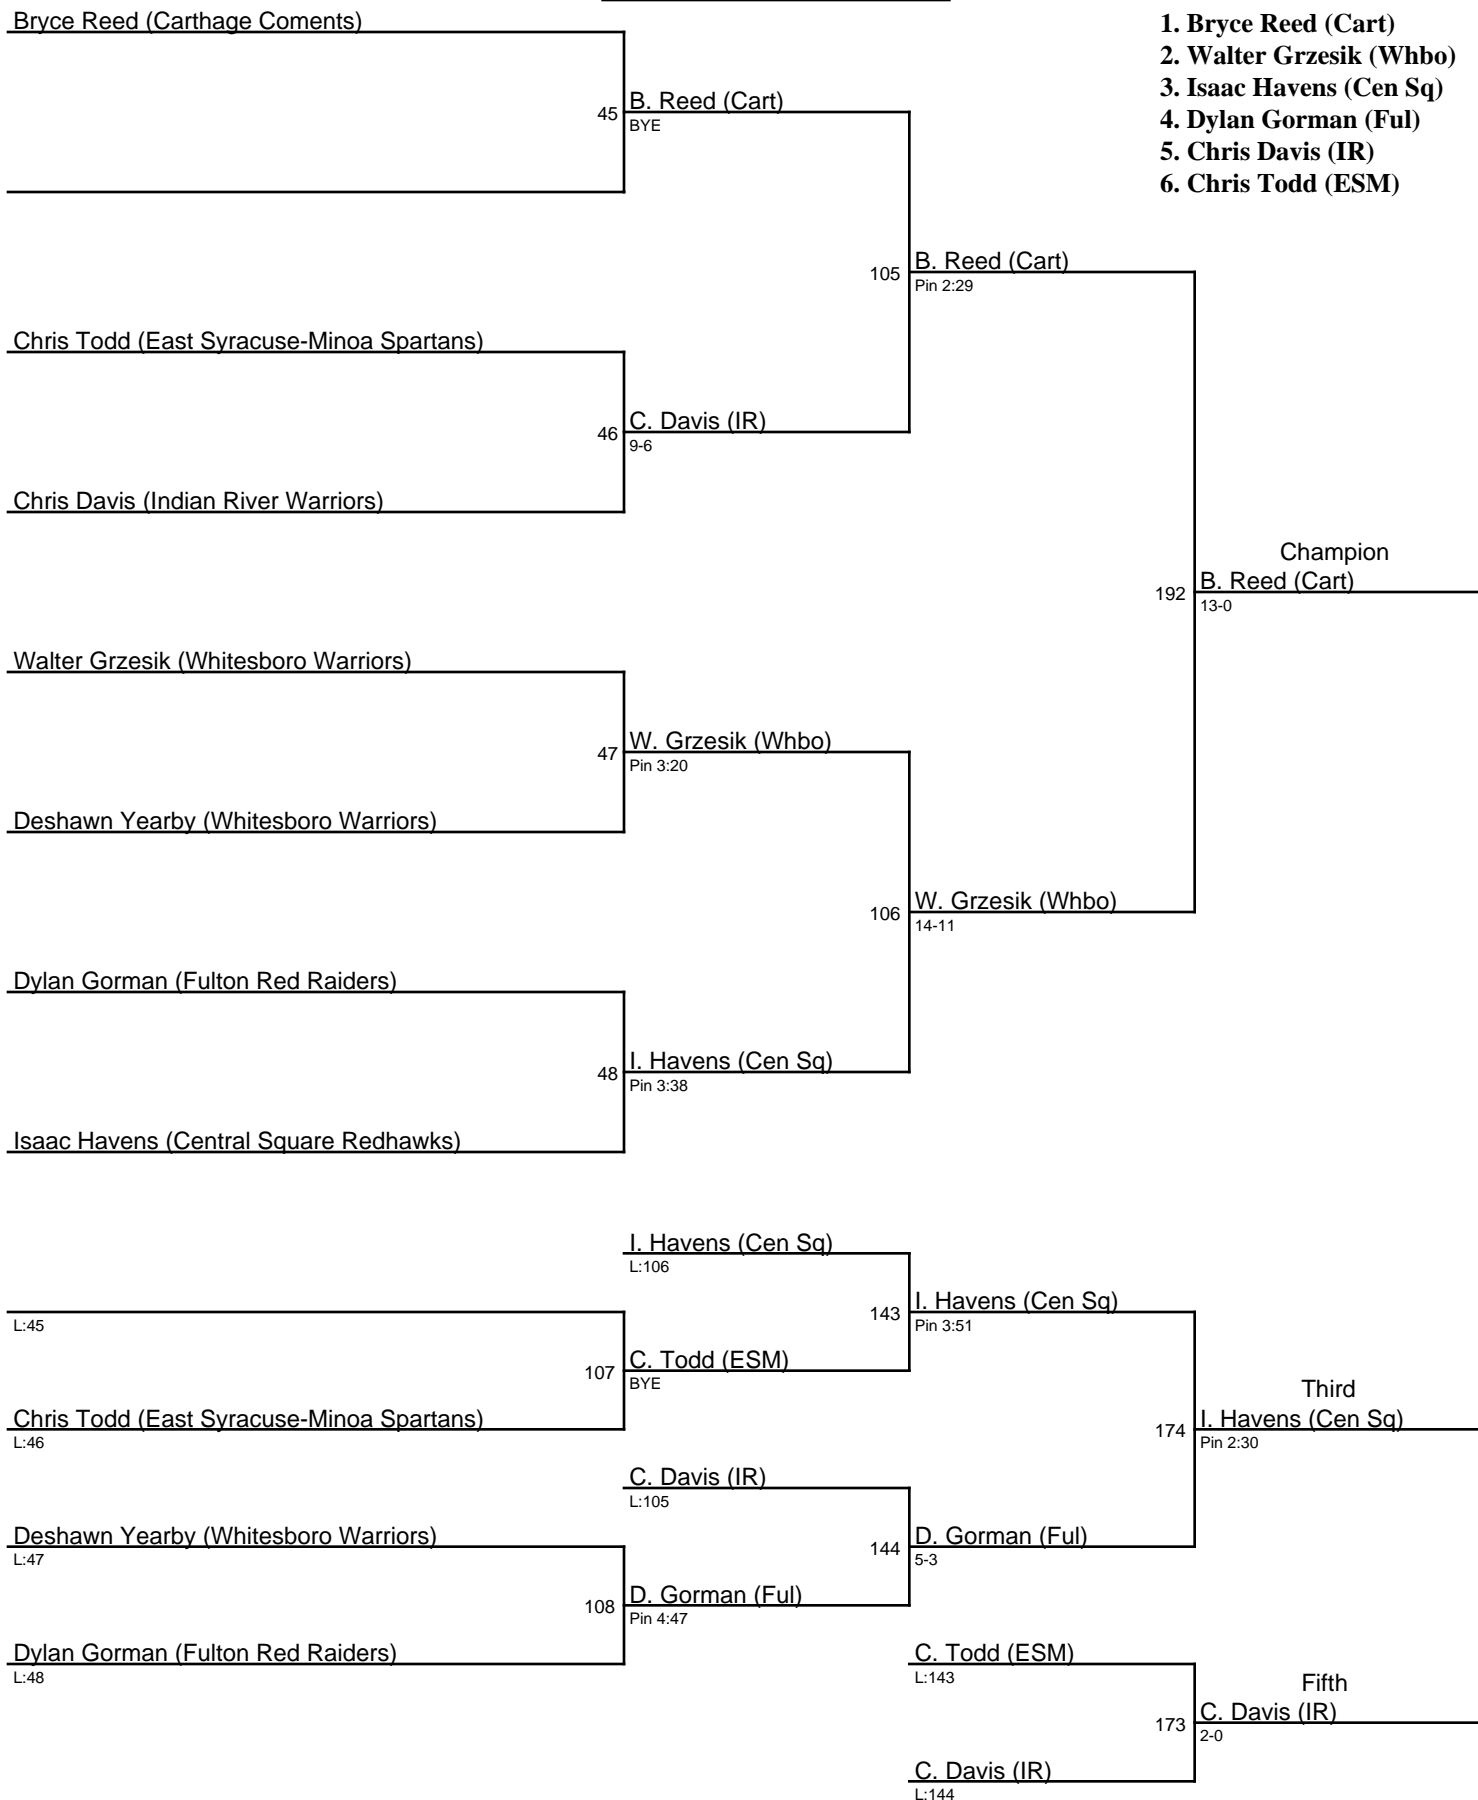 Bryce Reed (Carthage Coments)
1. Bryce Reed (Cart)
2. Walter Grzesik (Whbo)
3. Isaac Havens (Cen Sq)
4. Dylan Gorman (Ful)
5. Chris Davis (IR)
6. Chris Todd (ESM)
45 B. Reed (Cart)
BYE
105 B. Reed (Cart)
Pin 2:29
Chris Todd (East Syracuse-Minoa Spartans)
46 C. Davis (IR)
9-6
Chris Davis (Indian River Warriors)
Champion
192 B. Reed (Cart)
13-0
Walter Grzesik (Whitesboro Warriors)
47 W. Grzesik (Whbo)
Pin 3:20
Deshawn Yearby (Whitesboro Warriors)
106 W. Grzesik (Whbo)
14-11
Dylan Gorman (Fulton Red Raiders)
48 I. Havens (Cen Sq)
Pin 3:38
Isaac Havens (Central Square Redhawks)
I. Havens (Cen Sq)
L:106
143 I. Havens (Cen Sq)
Pin 3:51
L:45
107 C. Todd (ESM)
BYE
Chris Todd (East Syracuse-Minoa Spartans)
L:46
Third
174 I. Havens (Cen Sq)
Pin 2:30
C. Davis (IR)
L:105
Deshawn Yearby (Whitesboro Warriors)
L:47
144 D. Gorman (Ful)
5-3
108 D. Gorman (Ful)
Pin 4:47
Dylan Gorman (Fulton Red Raiders)
L:48
C. Todd (ESM)
L:143
Fifth
173 C. Davis (IR)
2-0
C. Davis (IR)
L:144